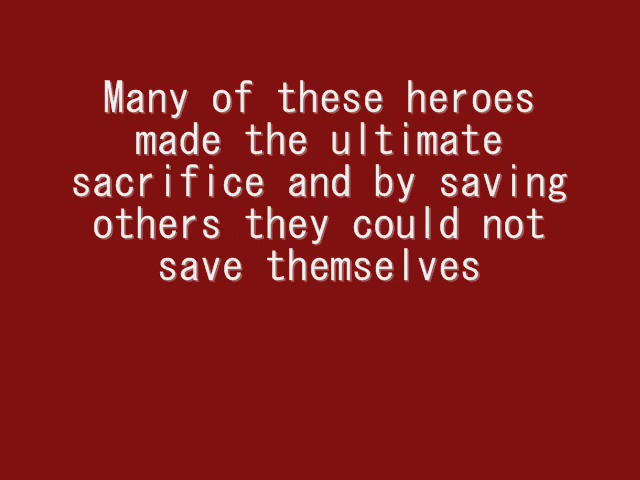 Many of these heroes
made the ultimate
sacrifice and by saving
others they could not
save themselves